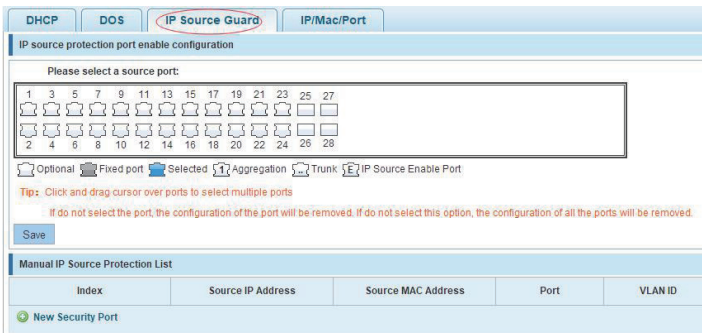 DHCP DOS IP Source Guard IP/Mac/Port
IP source protection port enable configuration
Please select a source port:
1 3 5 7 9 11 13 15 17 19 21 23 25 27
2 4 6 8 10 12 14 16 18 20 22 24 26 28
Optional Fixed port Selected 1 Aggregation .. Trunk E IP Source Enable Port
Tip: Click and drag cursor over ports to select multiple ports
If do not select the port, the configuration of the port will be removed. If do not select this option, the configuration of all the ports will be removed.
Save
Manual IP Source Protection List
Index Source IP Address Source MAC Address Port VLAN ID
New Security Port